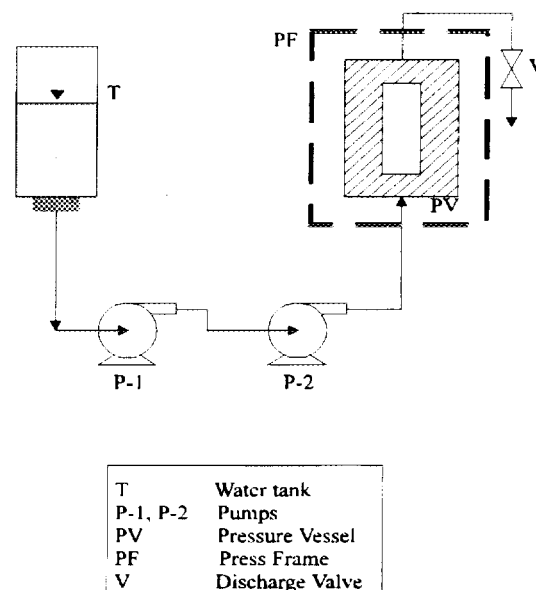 PF
T
V
PV
P-1
P-2
T Water tank
P-1, P-2 Pumps
PV Pressure Vessel
PF Press Frame
V Discharge Valve